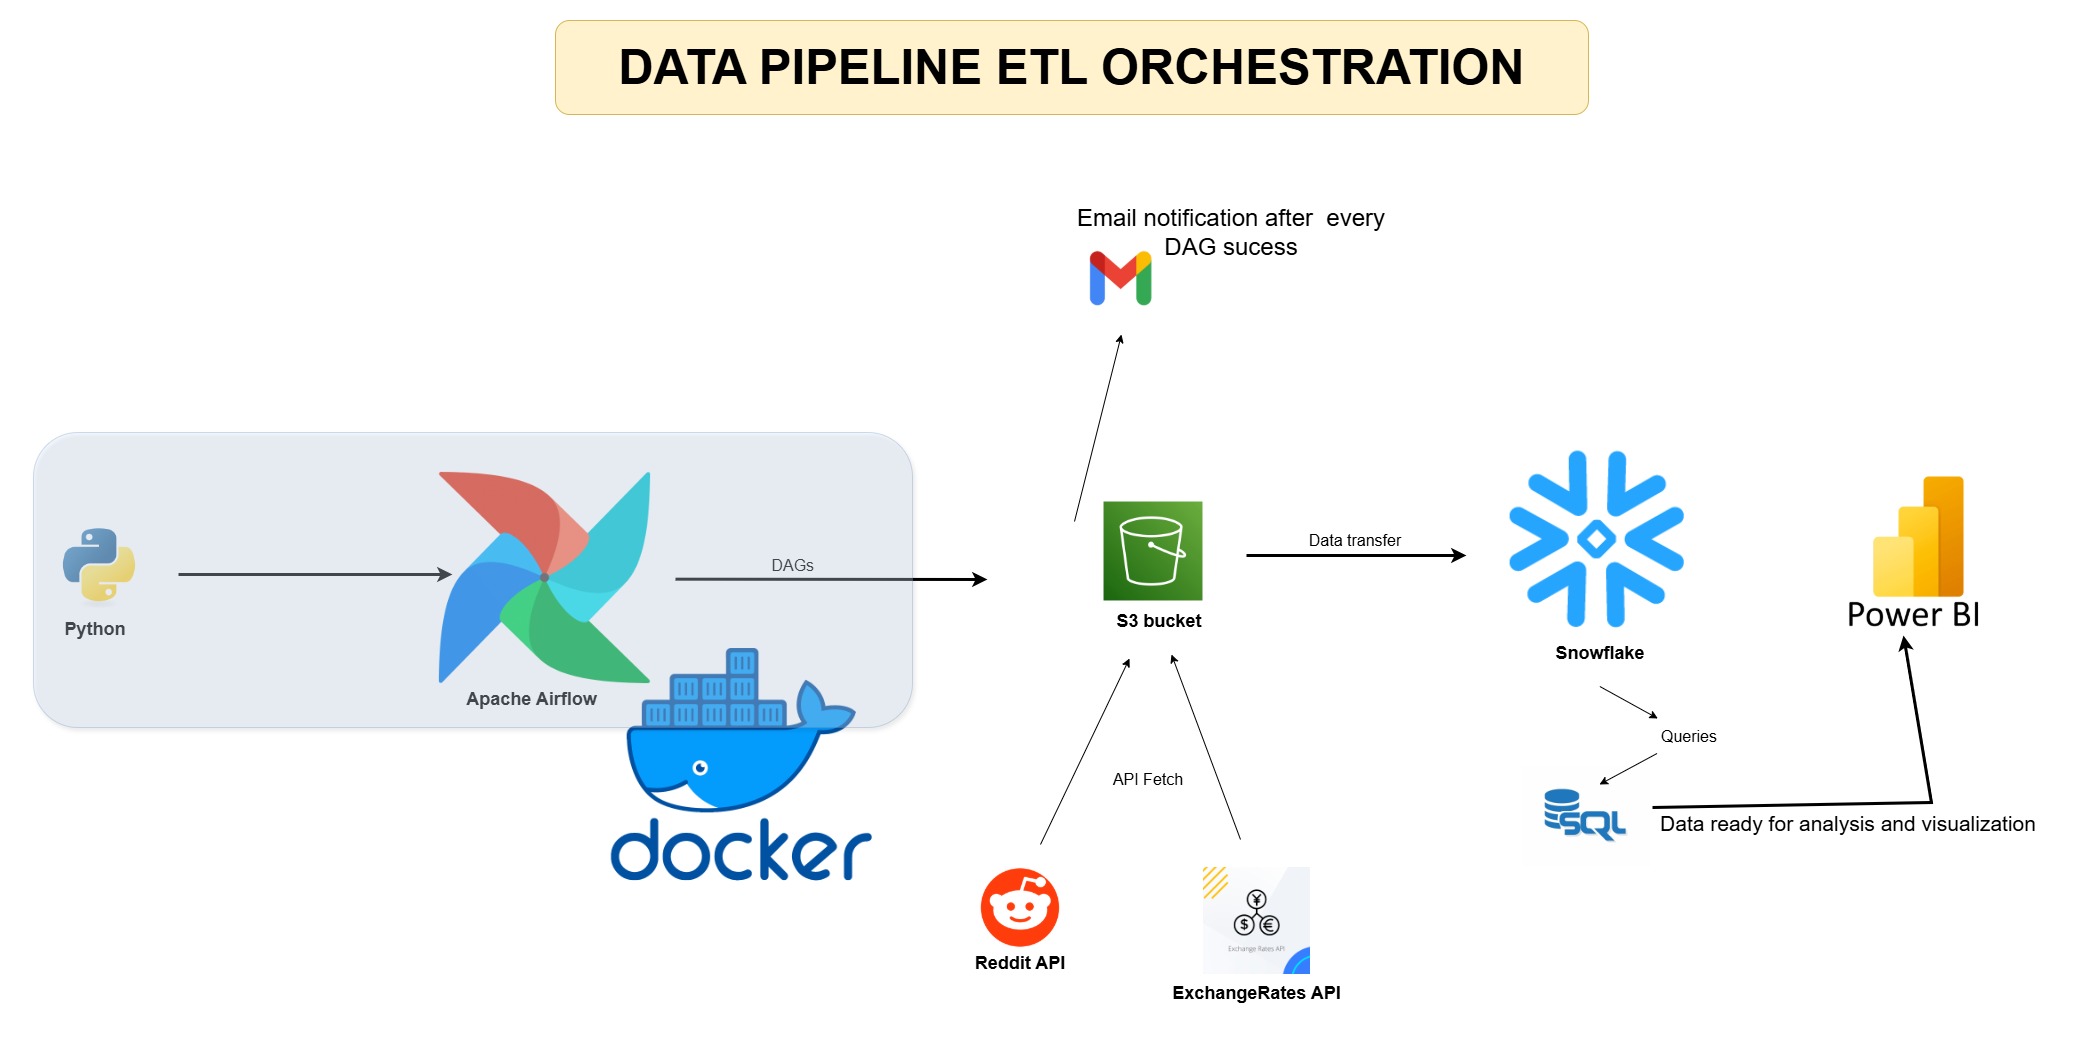 DATA PIPELINE ETL ORCHESTRATION
Email notification after  every
DAG sucess
Python
Apache Airflow
DAGs
docker
S3 bucket
Data transfer
Snowflake
Power BI
Queries
SQL
Data ready for analysis and visualization
API Fetch
Reddit API
¥
$ €
Exchange Rates API
ExchangeRates API